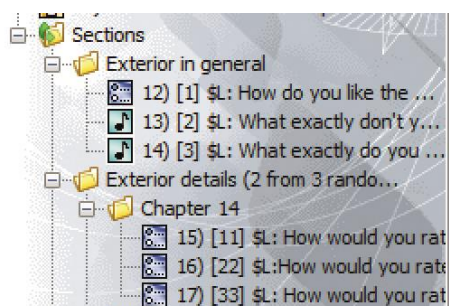 Sections
Exterior in general
12) [1] $L: How do you like the ...
13) [2] $L: What exactly don't y...
14) [3] $L: What exactly do you ...
Exterior details (2 from 3 rando...
Chapter 14
15) [11] $L: How would you rat
16) [22] $L:How would you rate
17) [33] $L: How would you rat